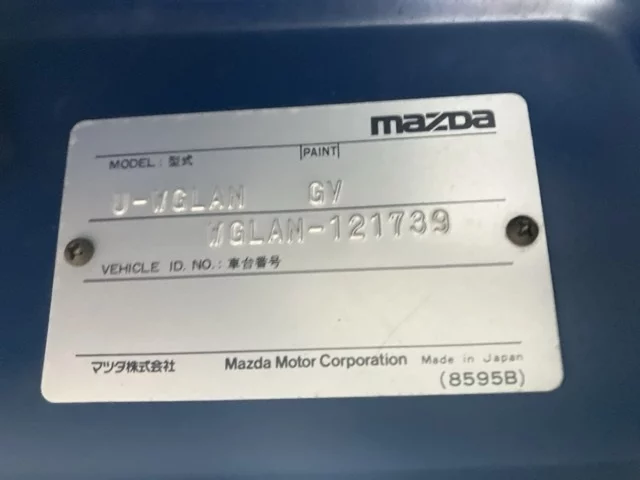 mazda
MODEL : 型式 PAINT
U-WGLAN GV
WGLAN-121739
VEHICLE ID. NO. : 車台番号
マツダ株式会社 Mazda Motor Corporation Made in Japan
(8595B)